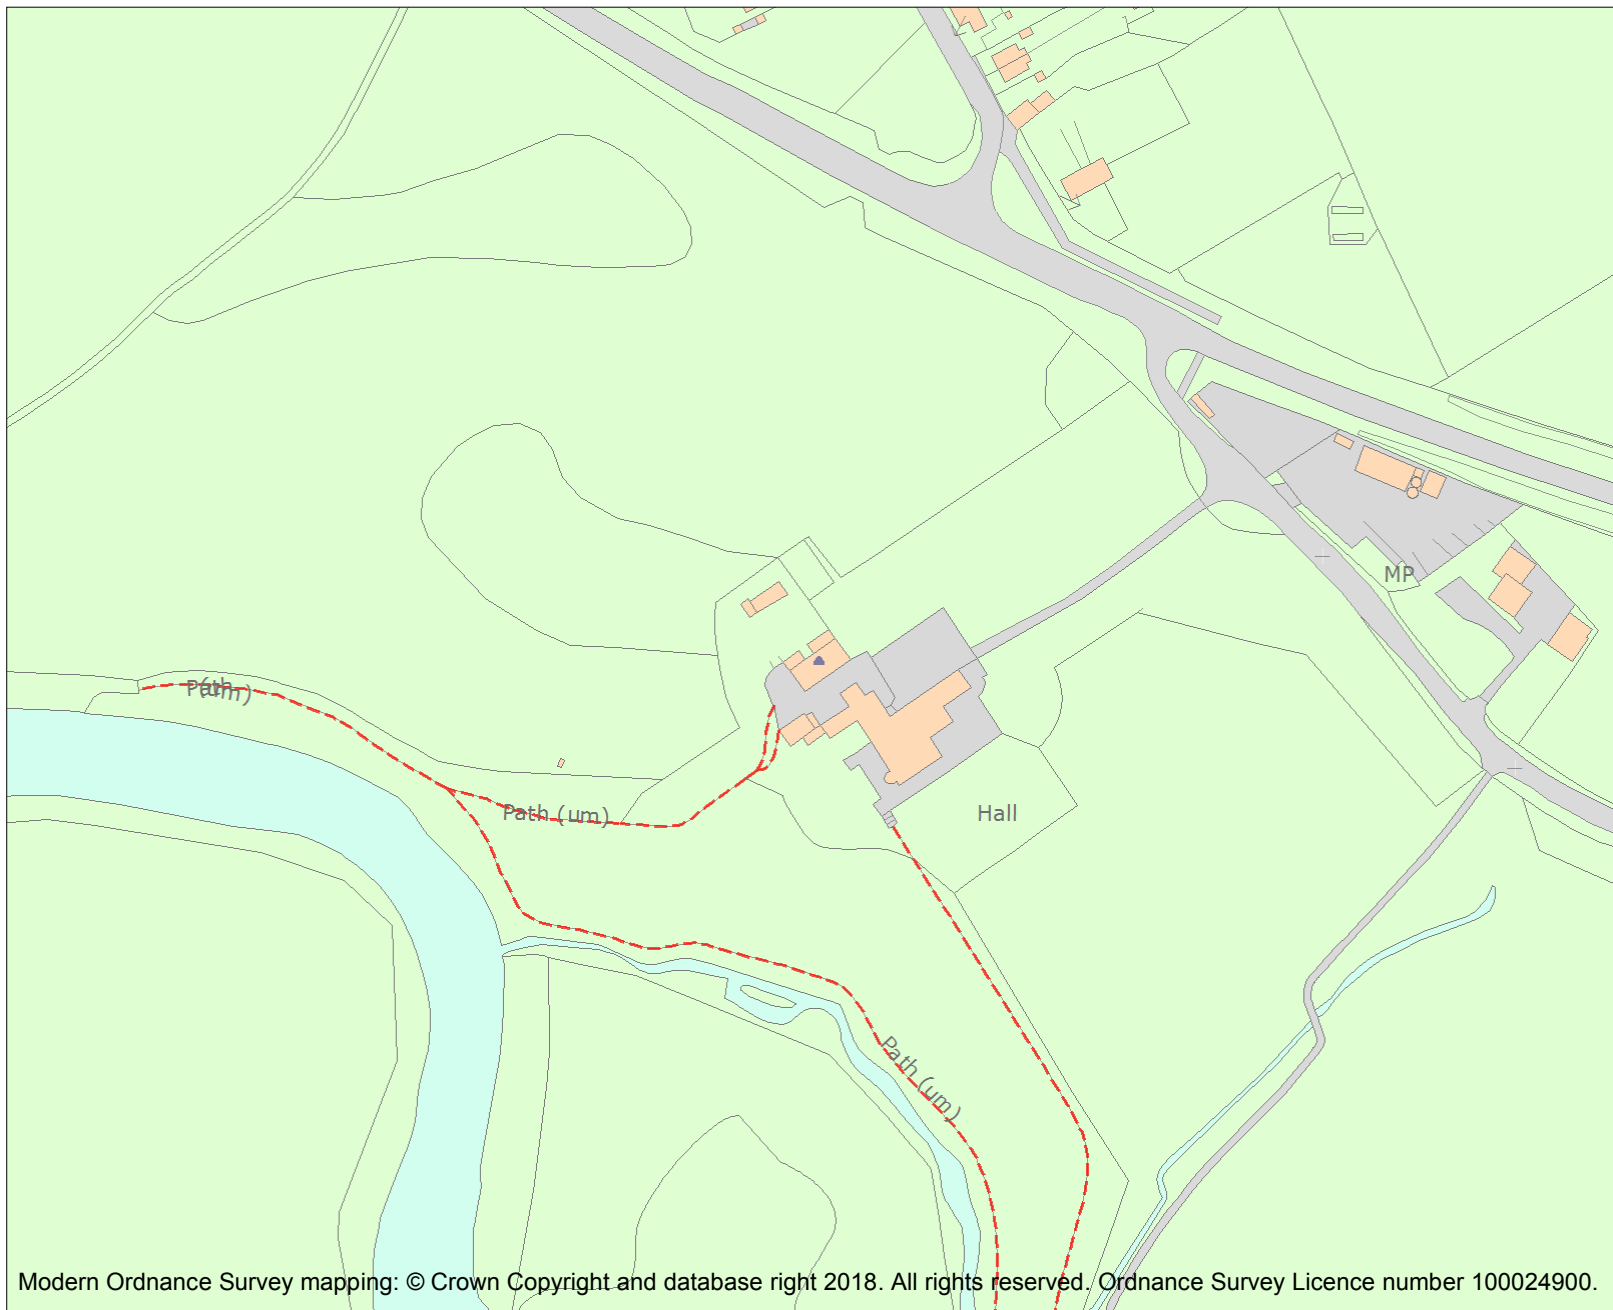 MP
Path
(um)
Path (um)
Hall
Path (um)
Modern Ordnance Survey mapping: © Crown Copyright and database right 2018. All rights reserved. Ordnance Survey Licence number 100024900.